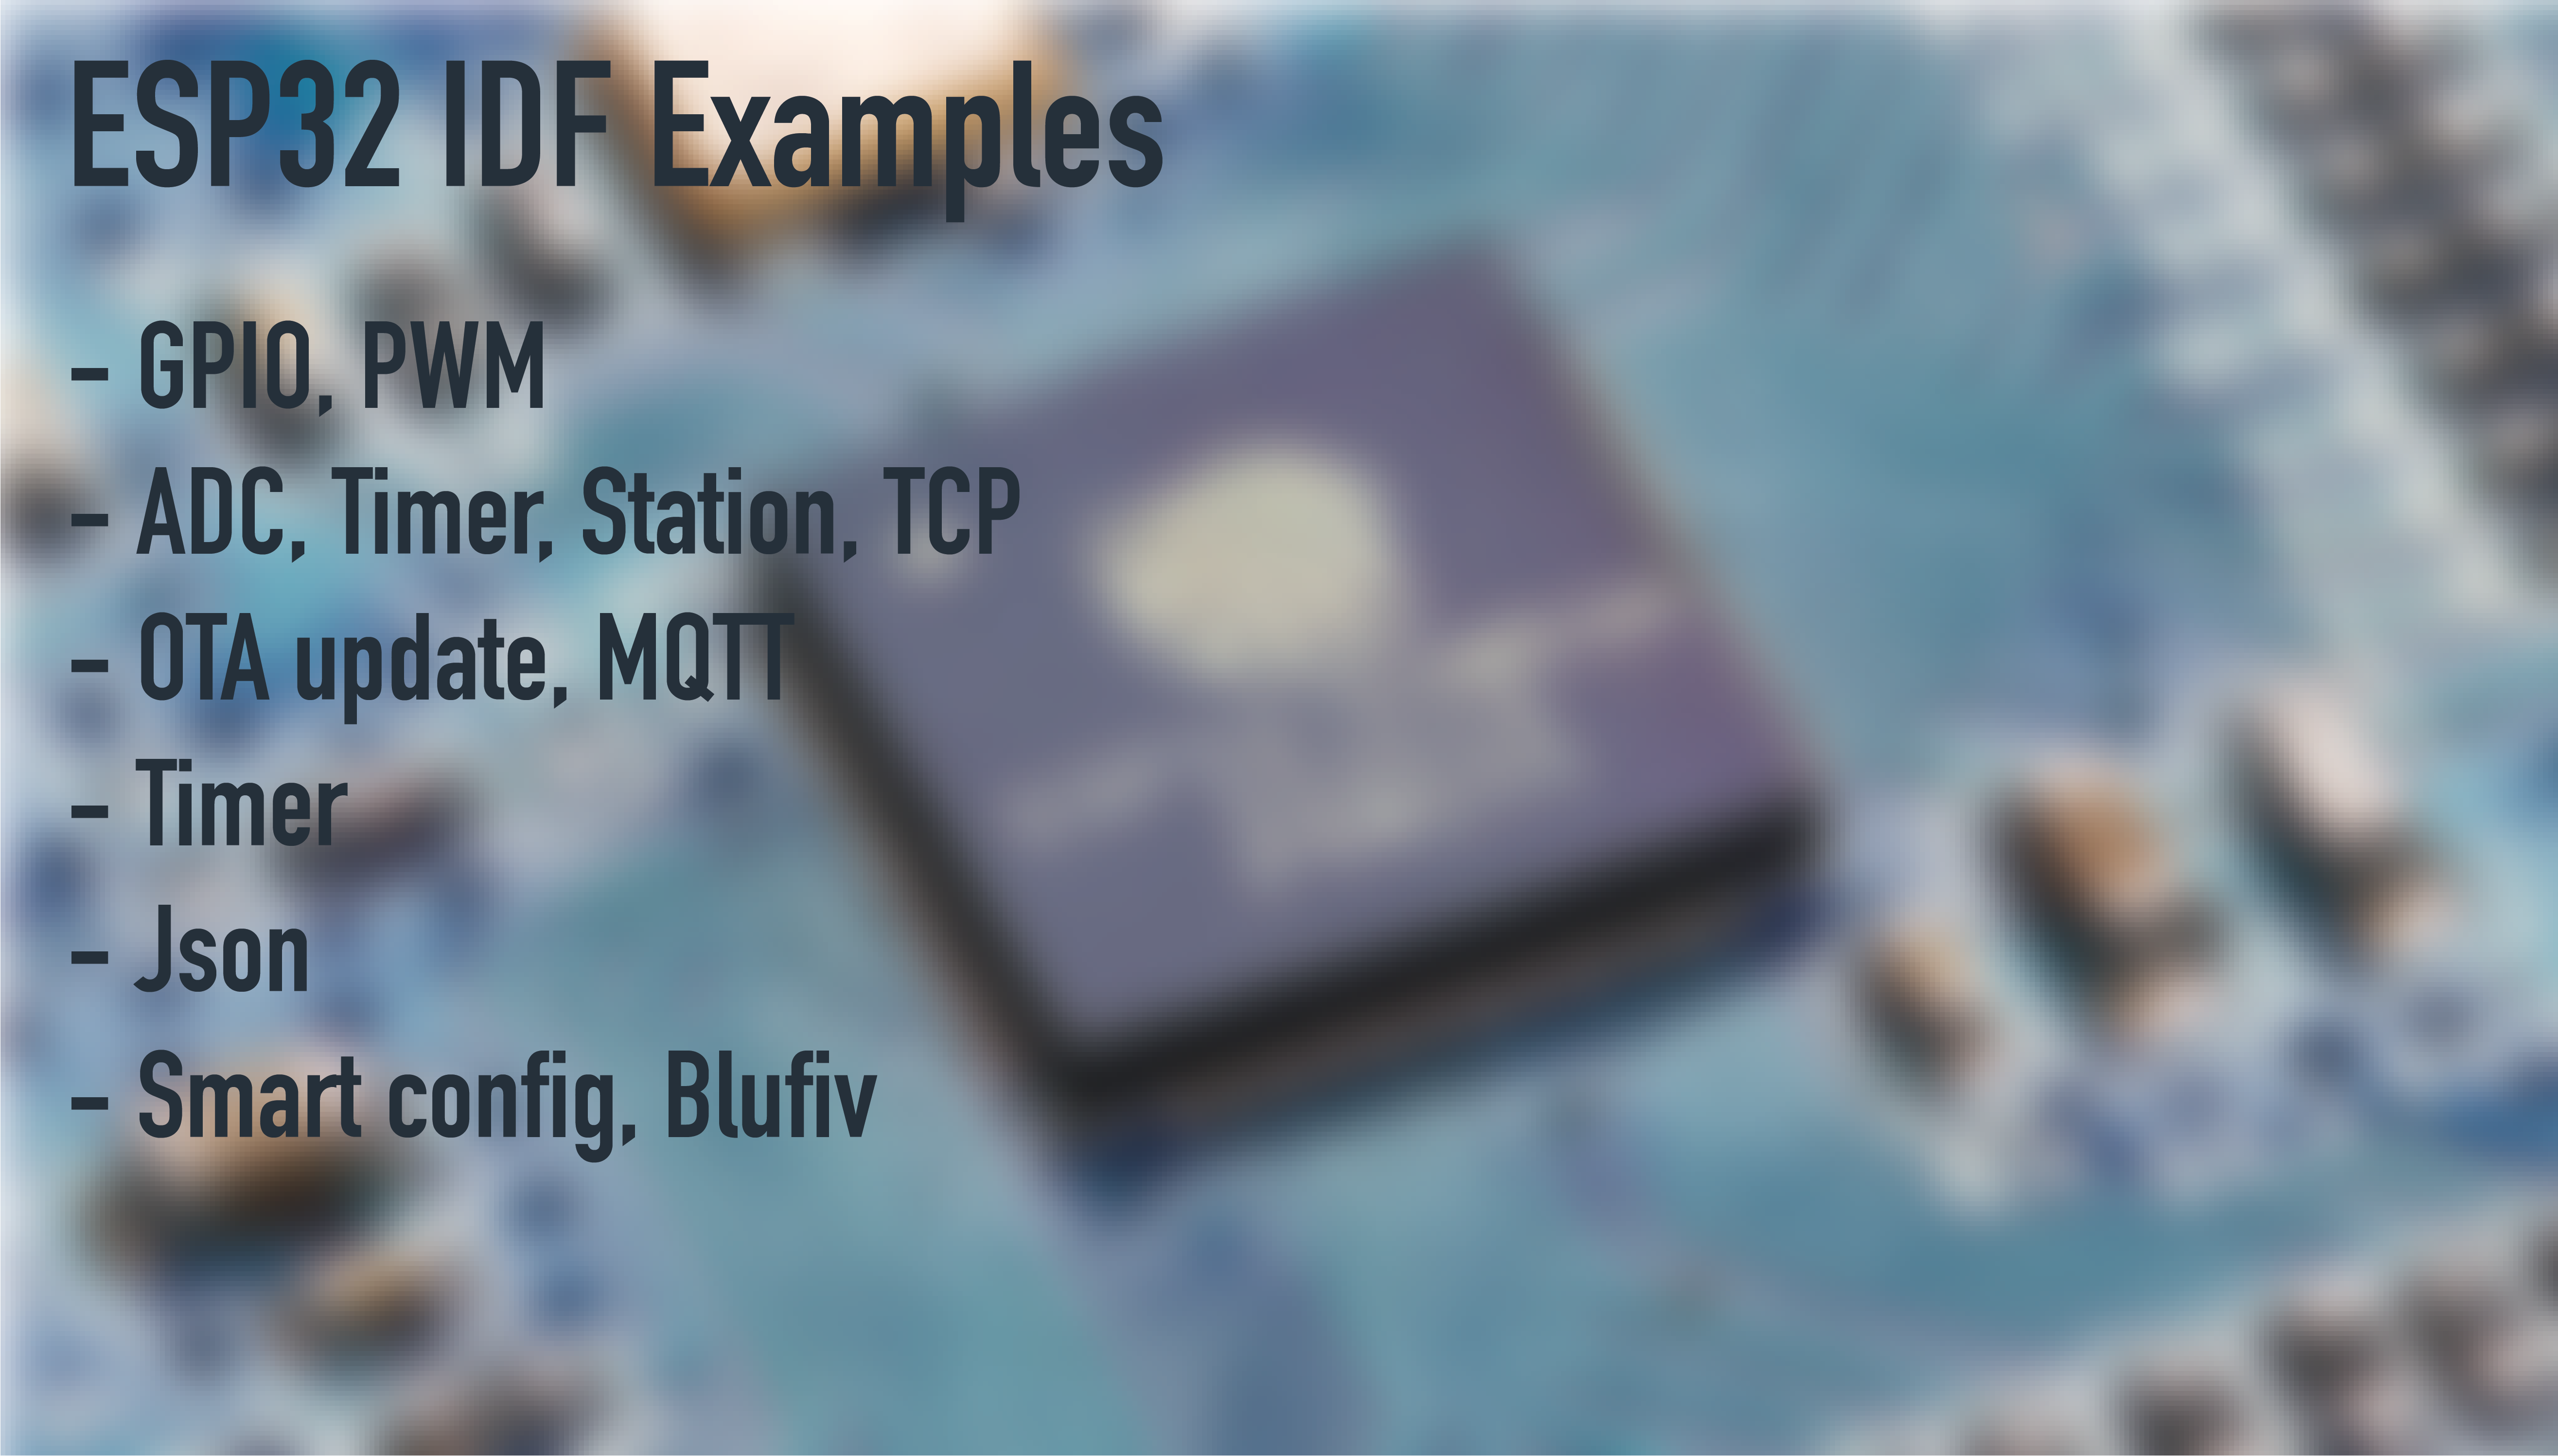 ESP32 IDF Examples
- GPIO, PWM
- ADC, Timer, Station, TCP
- OTA update, MQTT
- Timer
- Json
- Smart config, Blufiv